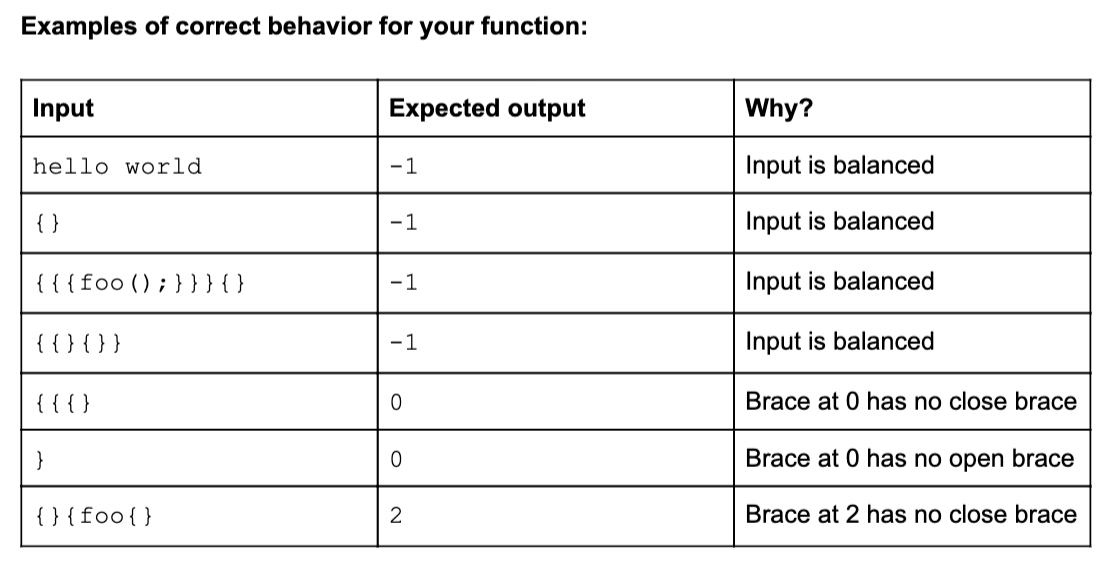 Examples of correct behavior for your function:
Input Expected output Why?
hello world -1 Input is balanced
{} -1 Input is balanced
{{{foo();}}}{} -1 Input is balanced
{{}{}} -1 Input is balanced
{{{} 0 Brace at 0 has no close brace
} 0 Brace at 0 has no open brace
{}{foo{} 2 Brace at 2 has no close brace